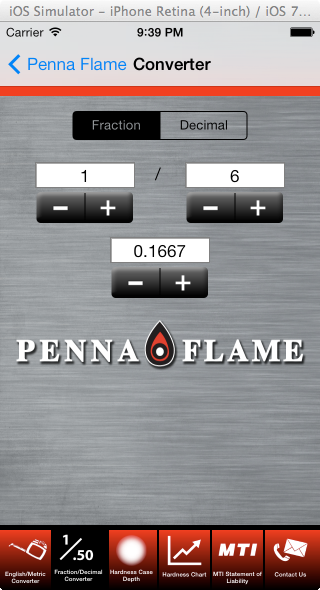 iOS Simulator - iPhone Retina (4-inch) / iOS 7...
Carrier 9:39 PM
Penna Flame Converter
Fraction Decimal
1 / 6
− + − +
0.1667
− +
PENNA FLAME
1/.50
MTI
English/Metric Converter
Fraction/Decimal Converter
Hardness Case Depth
Hardness Chart
MTI Statement of Liability
Contact Us